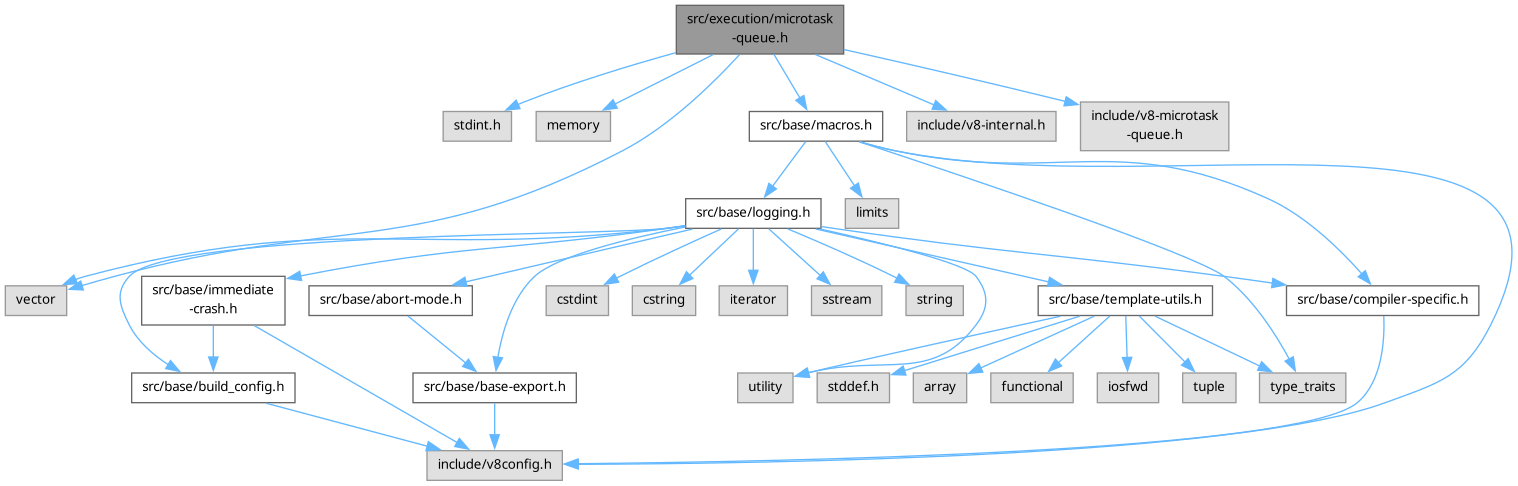 src/execution/microtask
-queue.h
stdint.h
memory
src/base/macros.h
include/v8-internal.h
include/v8-microtask
-queue.h
src/base/logging.h
limits
vector
src/base/immediate
-crash.h
src/base/abort-mode.h
cstdint
cstring
iterator
sstream
string
src/base/template-utils.h
src/base/compiler-specific.h
src/base/build_config.h
src/base/base-export.h
utility
stddef.h
array
functional
iosfwd
tuple
type_traits
include/v8config.h